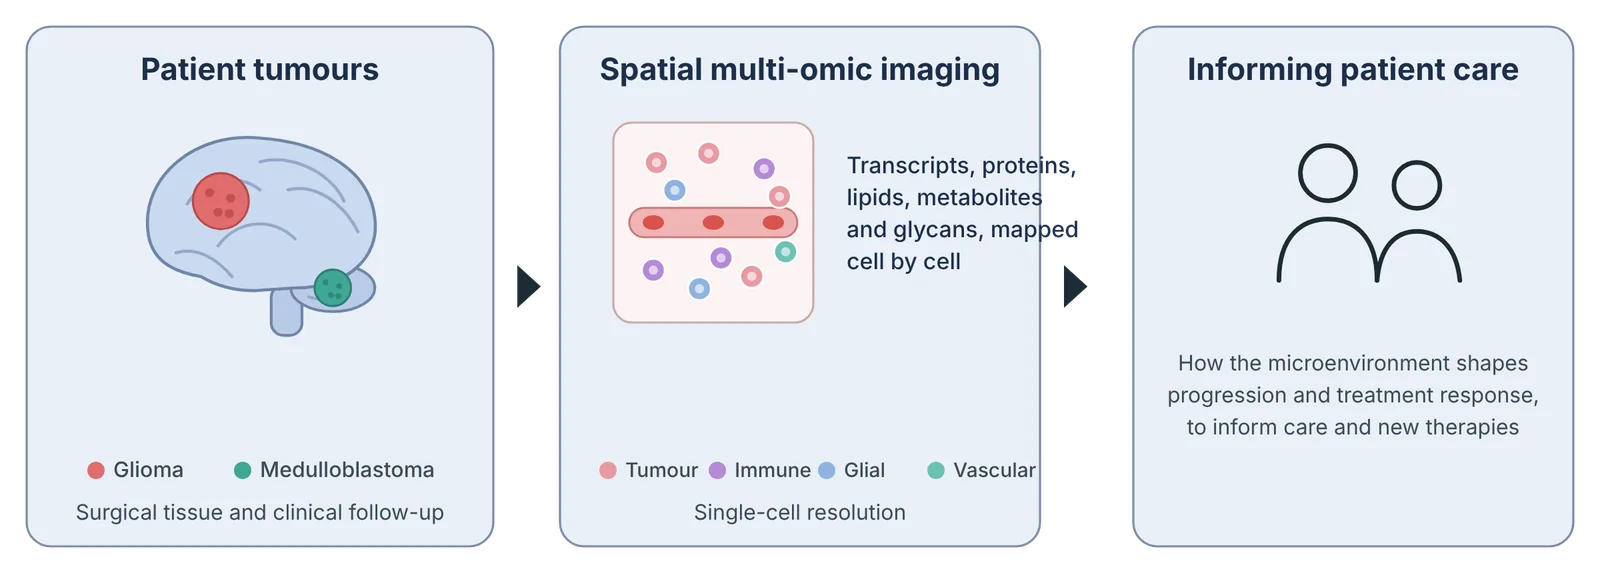 Patient tumours
Glioma
Medulloblastoma
Surgical tissue and clinical follow-up
Spatial multi-omic imaging
Transcripts, proteins,
lipids, metabolites
and glycans, mapped
cell by cell
Tumour
Immune
Glial
Vascular
Single-cell resolution
Informing patient care
How the microenvironment shapes
progression and treatment response,
to inform care and new therapies